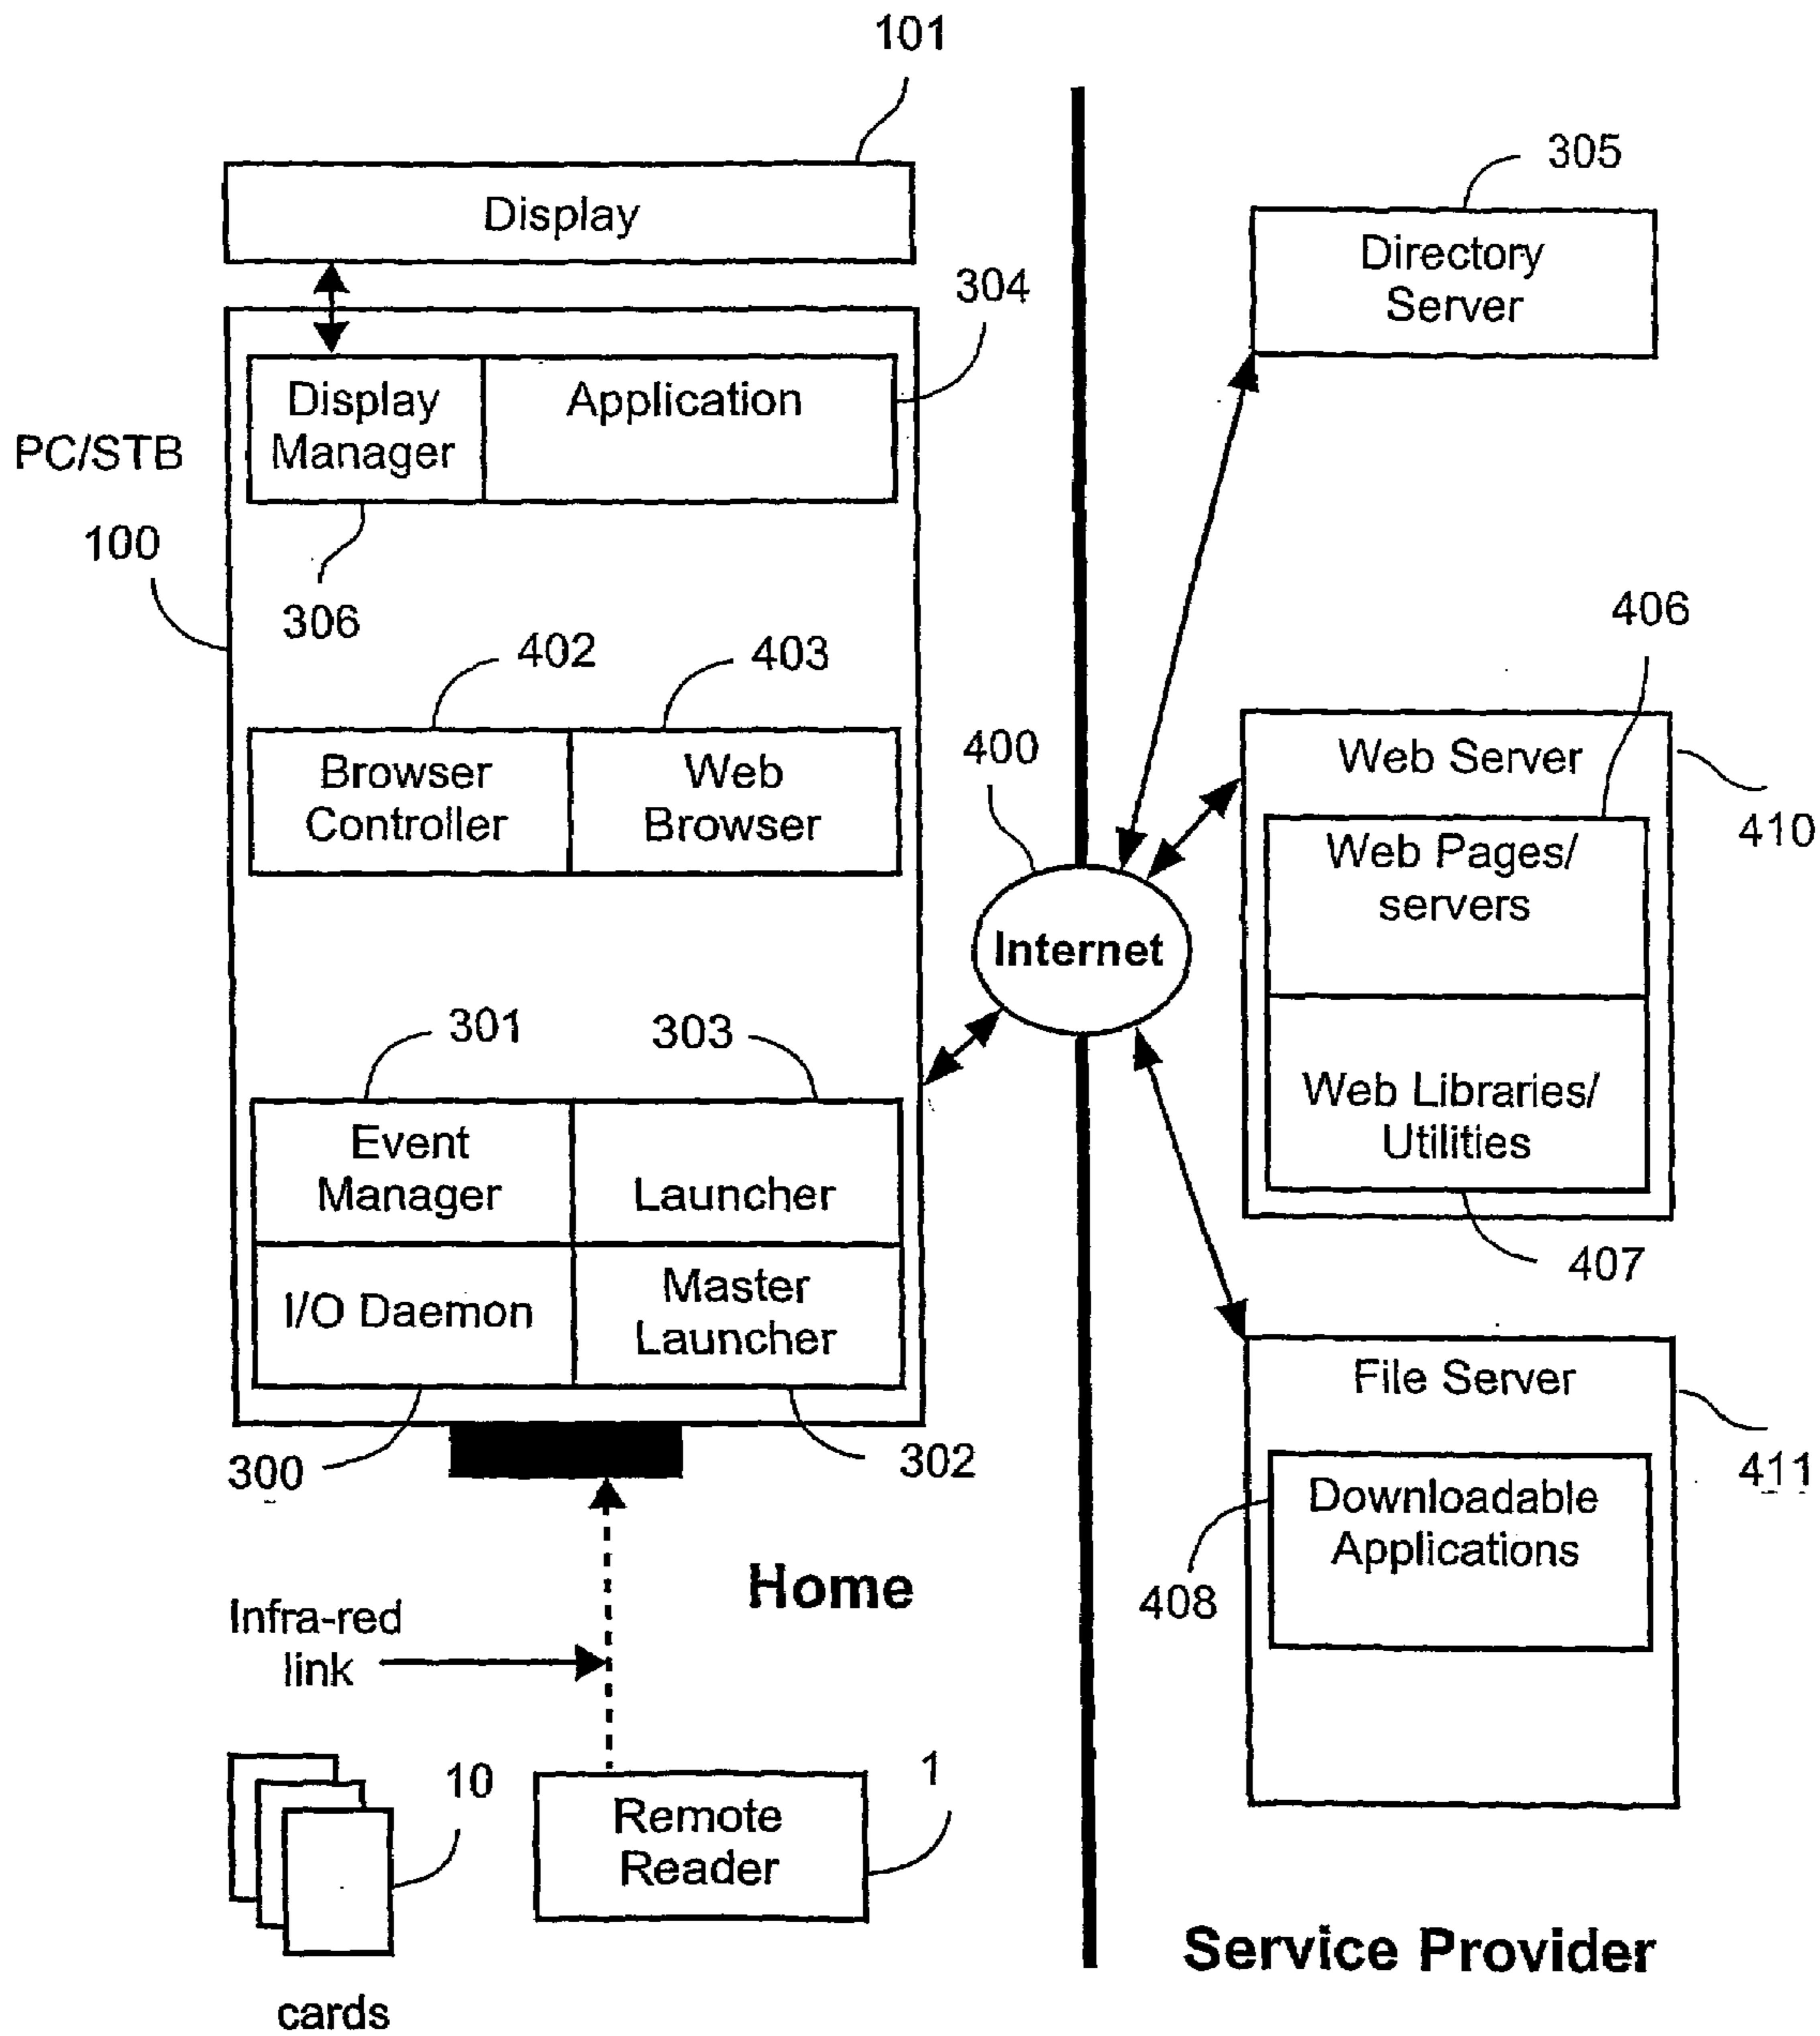 101
305
Display
Directory
Server
304
Display
Manager
Application
PC/STB
100
306
406
402
403
400
Web Server
410
Browser
Controller
Web
Browser
Web Pages/
servers
Internet
301
303
Web Libraries/
Utilities
Event
Manager
Launcher
407
I/O Daemon
Master
Launcher
File Server
300
302
411
Downloadable
Applications
408
Home
Infra-red
link
10
1
Remote
Reader
Service Provider
cards